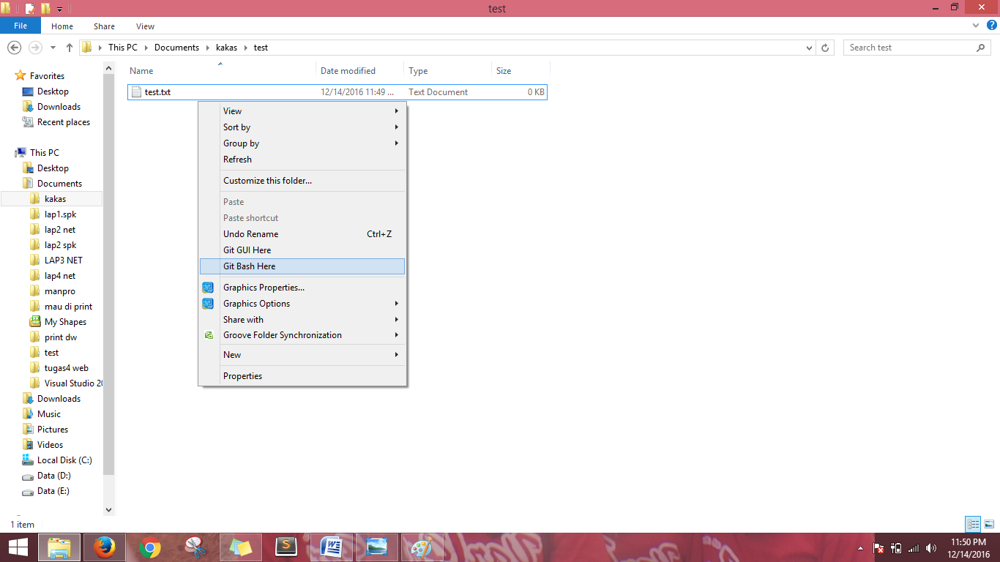 test
File Home Share View
This PC Documents kakas test
Search test
Name Date modified Type Size
test.txt 12/14/2016 11:49 ... Text Document 0 KB
Favorites
Desktop
Downloads
Recent places
This PC
Desktop
Documents
kakas
lap1.spk
lap2 net
lap2 spk
LAP3 NET
lap4 net
manpro
mau di print
My Shapes
print dw
test
tugas4 web
Visual Studio 20
Downloads
Music
Pictures
Videos
Local Disk (C:)
Data (D:)
Data (E:)
View
Sort by
Group by
Refresh
Customize this folder...
Paste
Paste shortcut
Undo Rename Ctrl+Z
Git GUI Here
Git Bash Here
Graphics Properties...
Graphics Options
Share with
Groove Folder Synchronization
New
Properties
1 item
11:50 PM
12/14/2016